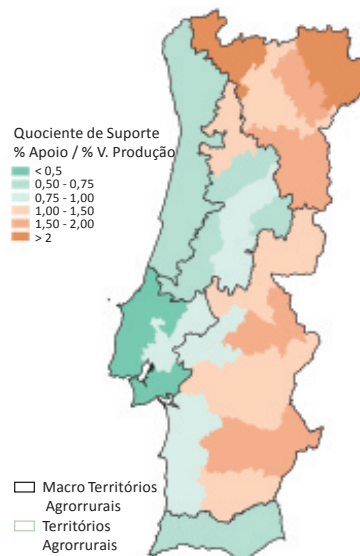 Quociente de Suporte
% Apoio / % V. Produção
< 0,5
0,50 - 0,75
0,75 - 1,00
1,00 - 1,50
1,50 - 2,00
> 2
Macro Territórios
Agrorrurais
Territórios
Agrorrurais